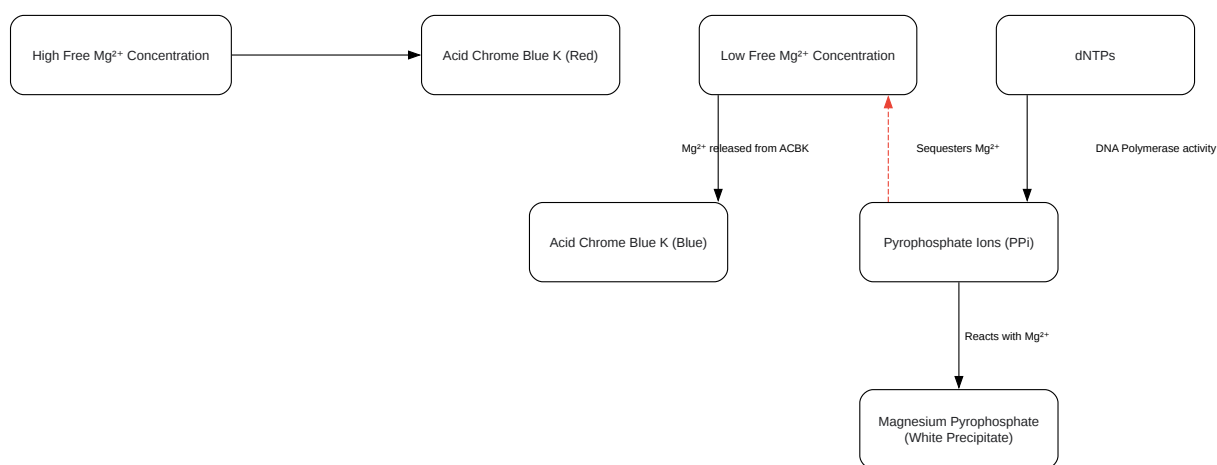 High Free Mg²⁺ Concentration
Acid Chrome Blue K (Red)
Low Free Mg²⁺ Concentration
dNTPs
Mg²⁺ released from ACBK
Sequesters Mg²⁺
DNA Polymerase activity
Acid Chrome Blue K (Blue)
Pyrophosphate Ions (PPi)
Reacts with Mg²⁺
Magnesium Pyrophosphate
(White Precipitate)